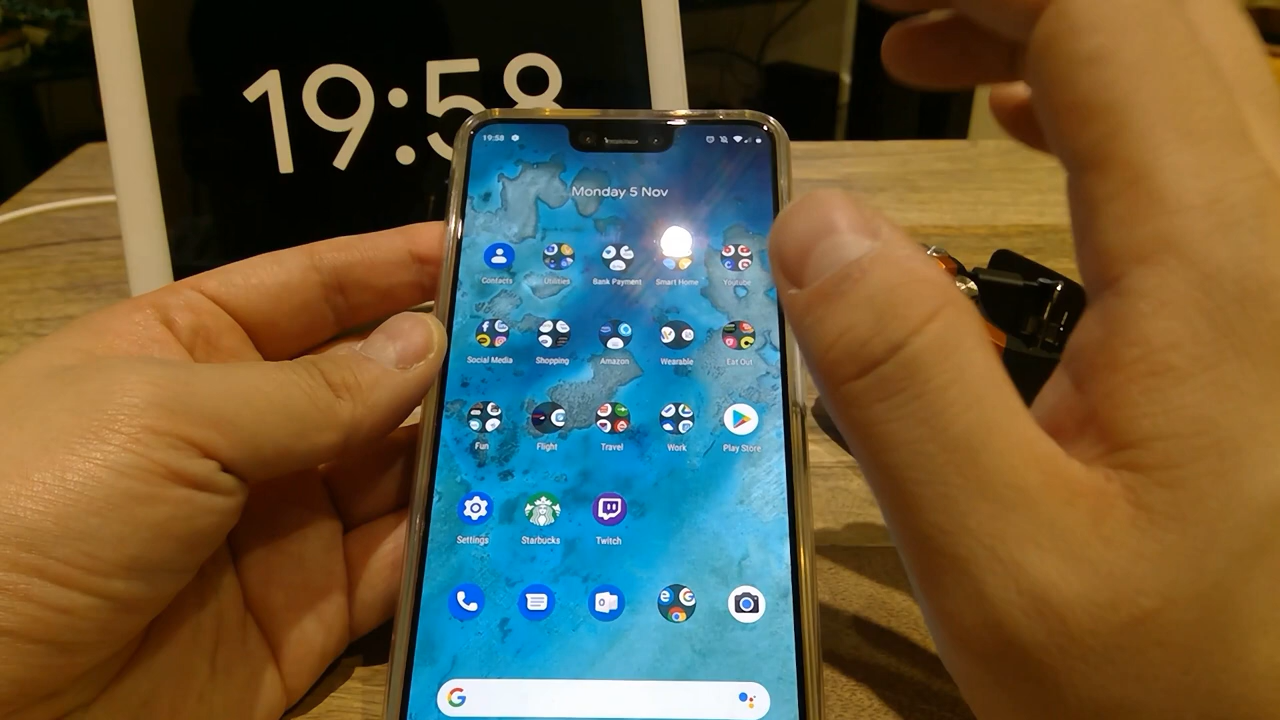 19:58
19:58
Monday 5 Nov
Contacts Utilities Bank Payment Smart Home Youtube
Social Media Shopping Amazon Wearable Eat Out
Fun Flight Travel Work Play Store
Settings Starbucks Twitch